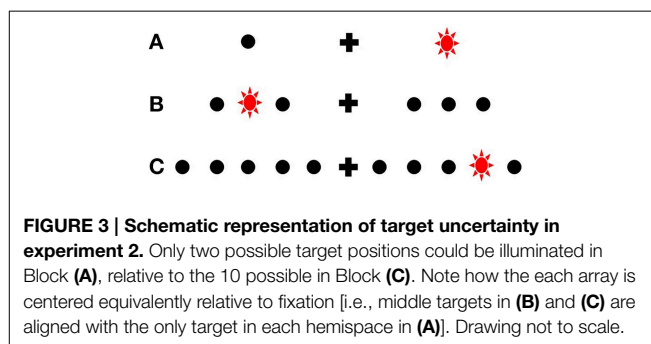 A
B
C
FIGURE 3 | Schematic representation of target uncertainty in
experiment 2. Only two possible target positions could be illuminated in
Block (A), relative to the 10 possible in Block (C). Note how the each array is
centered equivalently relative to fixation [i.e., middle targets in (B) and (C) are
aligned with the only target in each hemispace in (A)]. Drawing not to scale.